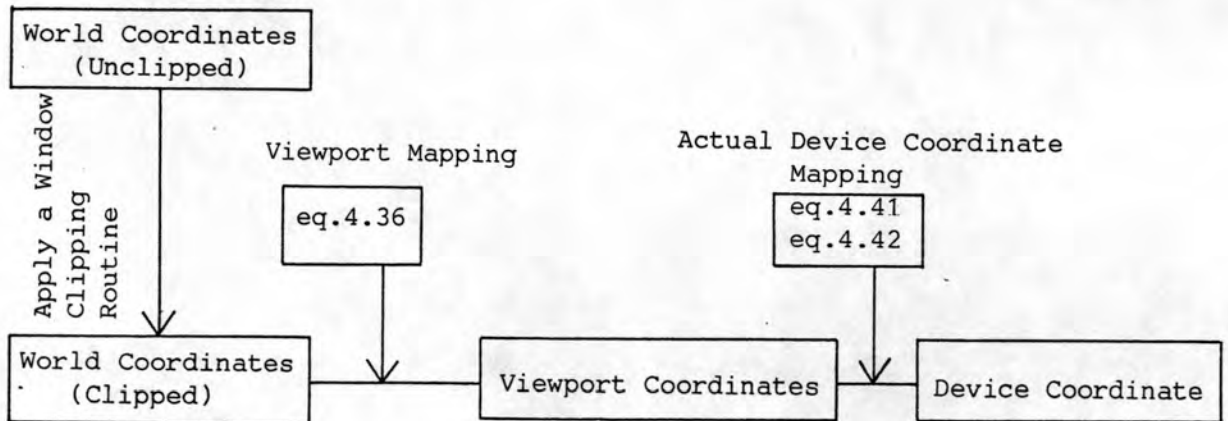 World Coordinates
(Unclipped)
Apply a Window
Clipping
Routine
Viewport Mapping
eq.4.36
Actual Device Coordinate
Mapping
eq.4.41
eq.4.42
World Coordinates
(Clipped)
Viewport Coordinates
Device Coordinate